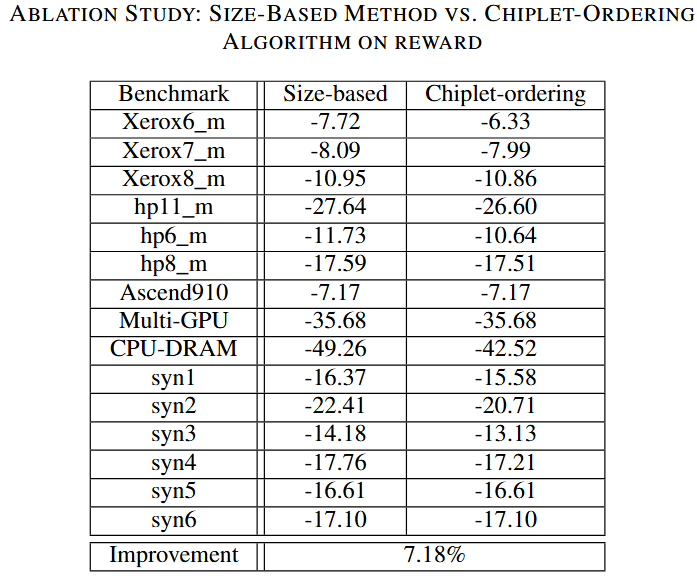 ABLATION STUDY: SIZE-BASED METHOD VS. CHIPLET-ORDERING
ALGORITHM ON REWARD
Benchmark Size-based Chiplet-ordering
Xerox6_m -7.72 -6.33
Xerox7_m -8.09 -7.99
Xerox8_m -10.95 -10.86
hp11_m -27.64 -26.60
hp6_m -11.73 -10.64
hp8_m -17.59 -17.51
Ascend910 -7.17 -7.17
Multi-GPU -35.68 -35.68
CPU-DRAM -49.26 -42.52
syn1 -16.37 -15.58
syn2 -22.41 -20.71
syn3 -14.18 -13.13
syn4 -17.76 -17.21
syn5 -16.61 -16.61
syn6 -17.10 -17.10
Improvement 7.18%